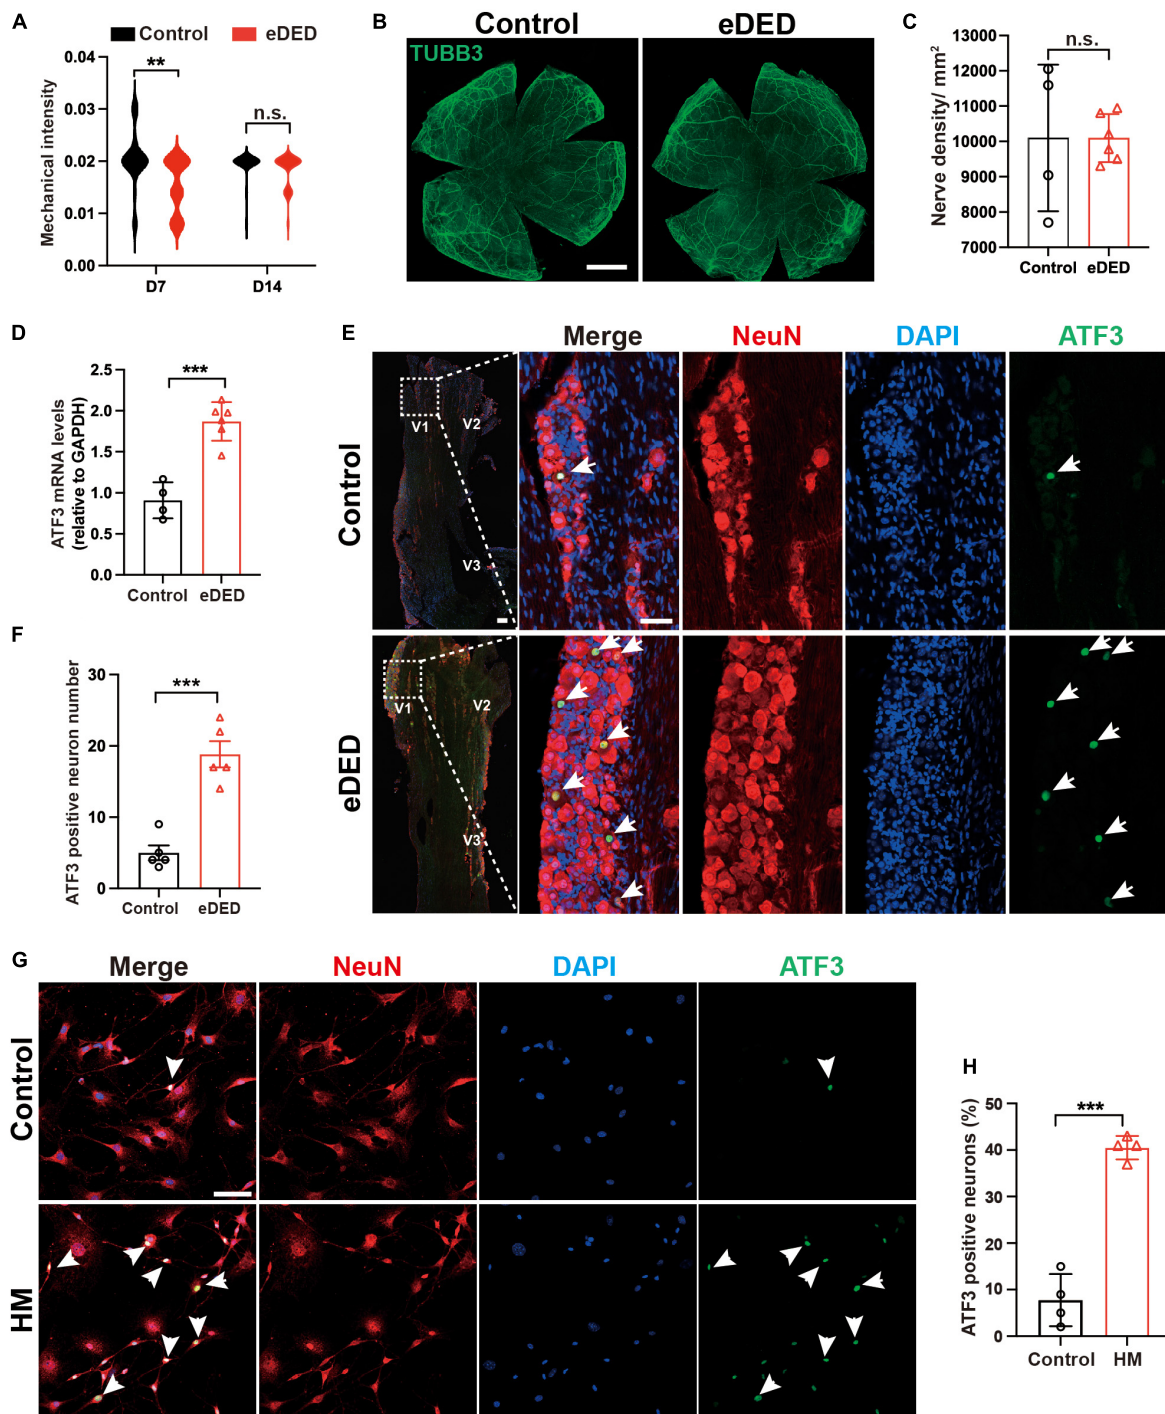 A
Control
eDED
Mechanical intensity
0.04
0.03
0.02
0.01
0.00
**
n.s.
D7
D14
B
Control
eDED
TUBB3
C
Nerve density/ mm²
13000
12000
11000
10000
9000
8000
7000
n.s.
Control
eDED
D
ATF3 mRNA levels
(relative to GAPDH)
2.5
2.0
1.5
1.0
0.5
0.0
***
Control
eDED
E
Merge
NeuN
DAPI
ATF3
Control
V1
V2
V3
eDED
V1
V2
V3
F
ATF3 positive neuron number
30
20
10
0
***
Control
eDED
G
Merge
NeuN
DAPI
ATF3
Control
HM
H
ATF3 positive neurons (%)
50
40
30
20
10
0
***
Control
HM